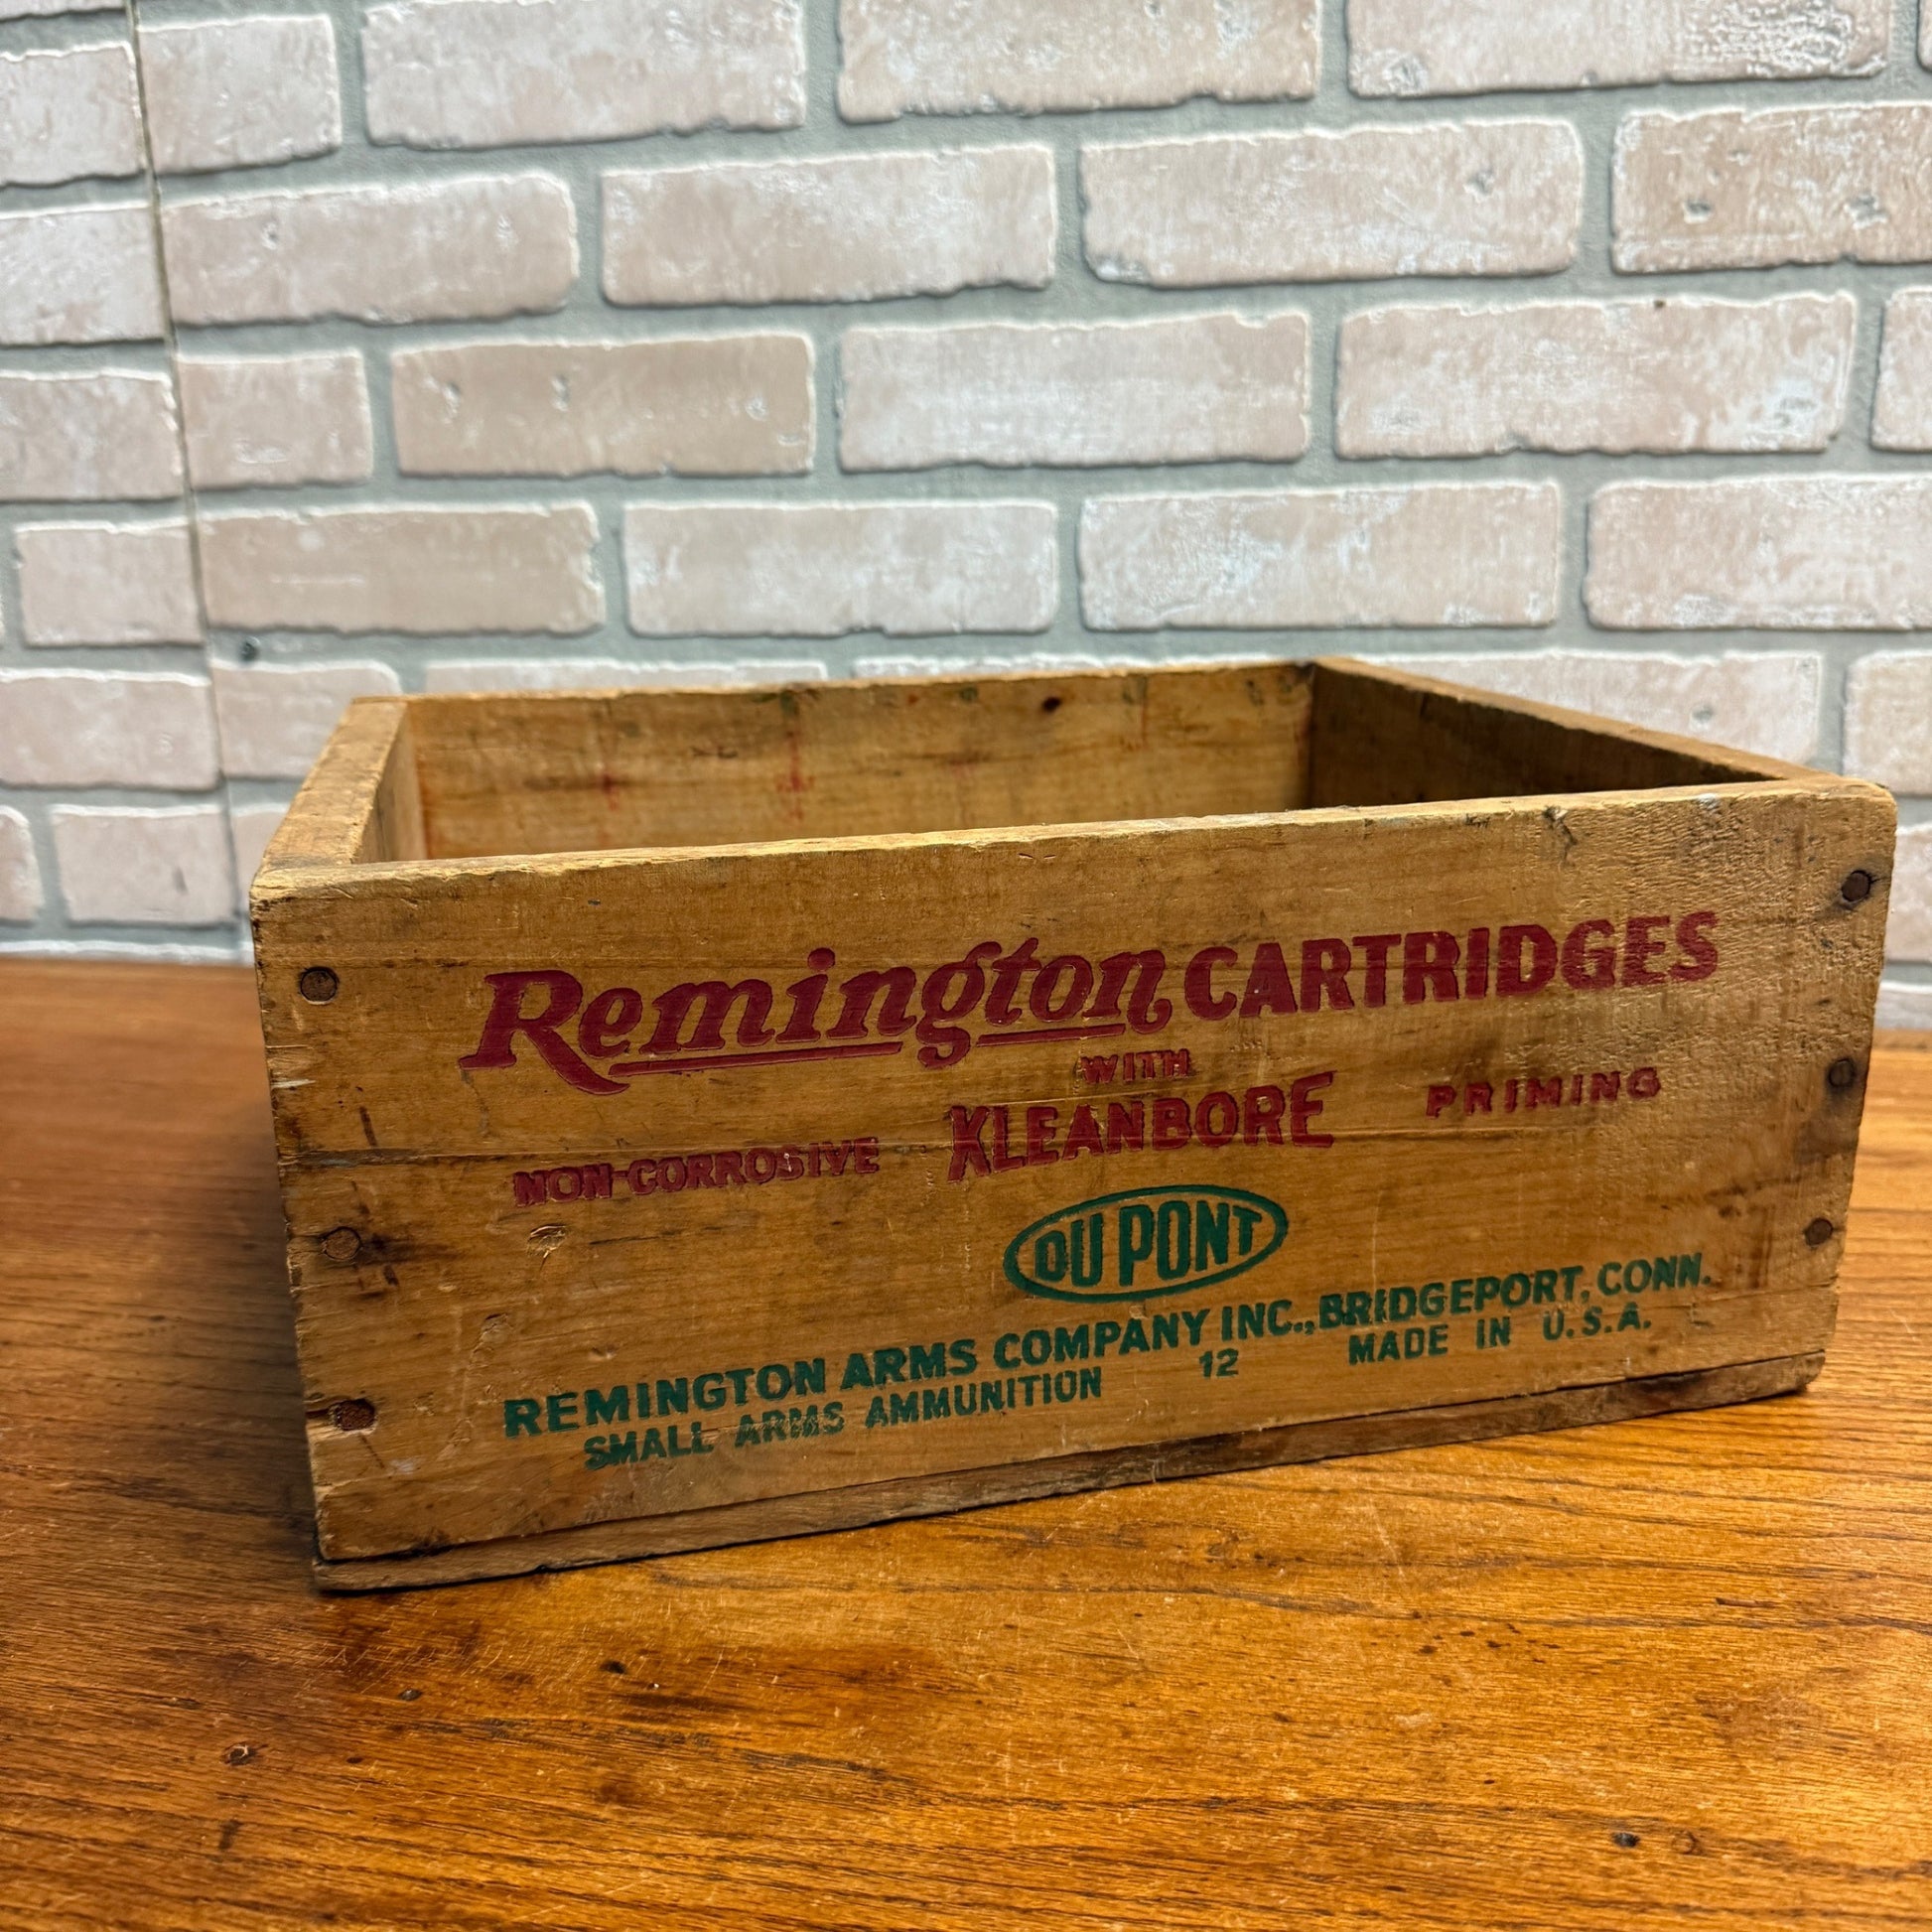 Remington CARTRIDGES
WITH
NON-CORROSIVE KLEANBORE PRIMING
DU PONT
REMINGTON ARMS COMPANY INC., BRIDGEPORT, CONN.
SMALL ARMS AMMUNITION 12 MADE IN U.S.A.